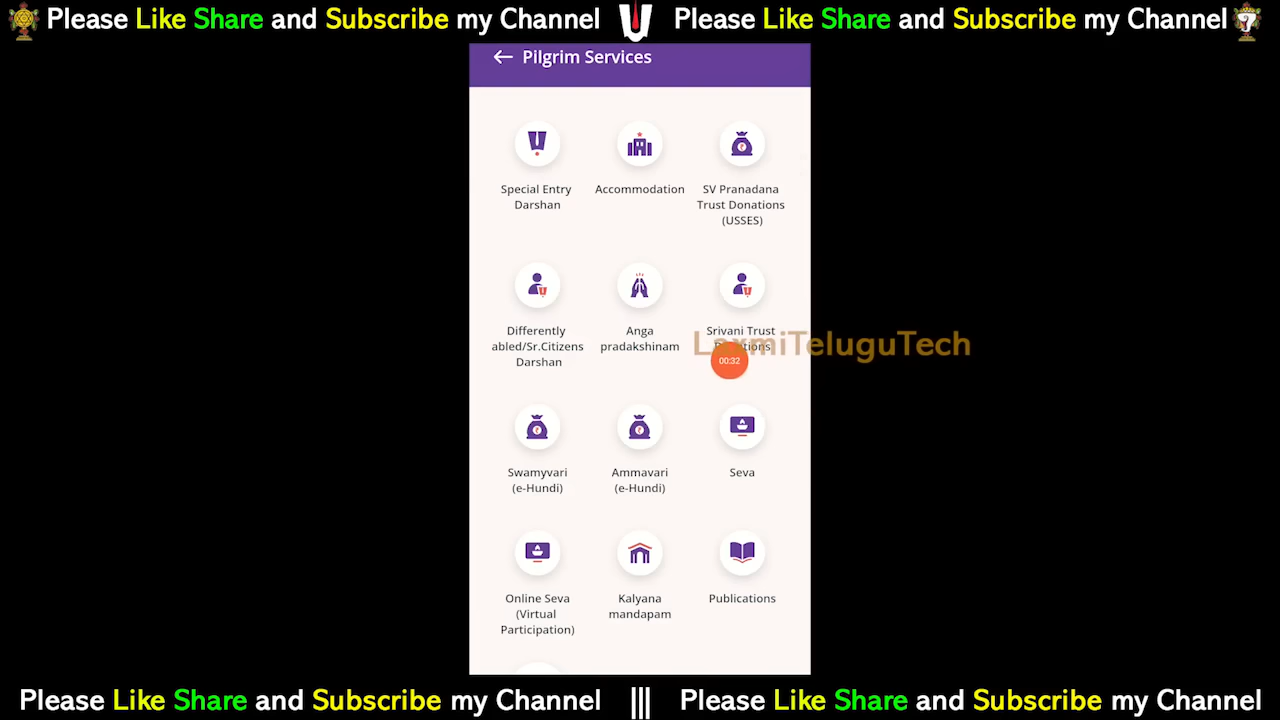 Please Like Share and Subscribe my Channel Please Like Share and Subscribe my Channel
Pilgrim Services
Special Entry
Darshan
Accommodation
SV Pranadana
Trust Donations
(USSES)
Differently
abled/Sr.Citizens
Darshan
Anga
pradakshinam
Srivani Trust
LaxmiTeluguTech
00:32
Swamyvari
(e-Hundi)
Ammavari
(e-Hundi)
Seva
Online Seva
(Virtual
Participation)
Kalyana
mandapam
Publications
Please Like Share and Subscribe my Channel ||| Please Like Share and Subscribe my Channel